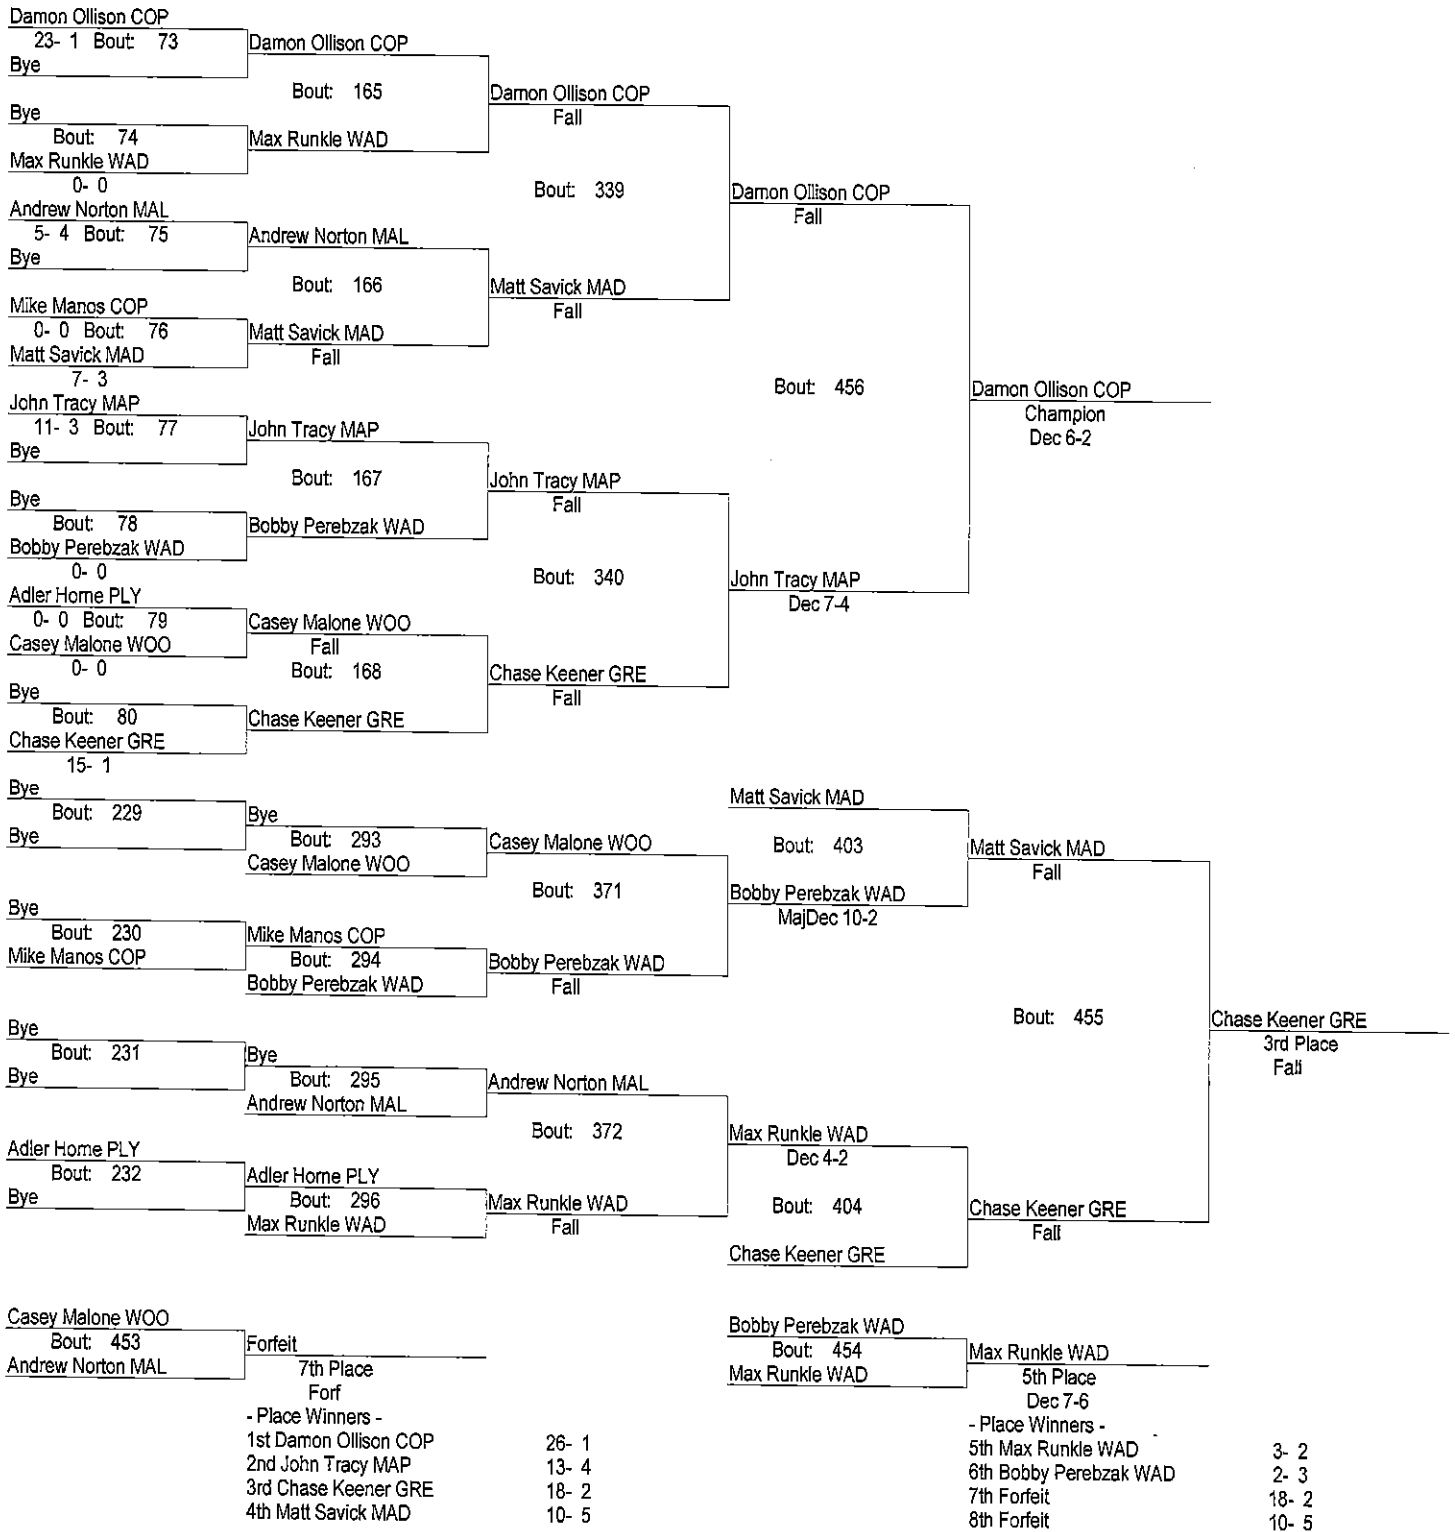 Damon Ollison COP
23- 1 Bout: 73
Bye
Damon Ollison COP
Bout: 165
Bye
Bout: 74
Max Runkle WAD
0- 0
Max Runkle WAD
Damon Ollison COP
Fall
Bout: 339
Andrew Norton MAL
5- 4 Bout: 75
Bye
Andrew Norton MAL
Bout: 166
Mike Manos COP
0- 0 Bout: 76
Matt Savick MAD
7- 3
Matt Savick MAD
Fall
Matt Savick MAD
Fall
Damon Ollison COP
Fall
Bout: 456
John Tracy MAP
11- 3 Bout: 77
Bye
John Tracy MAP
Bout: 167
Bye
Bout: 78
Bobby Perebzak WAD
0- 0
Bobby Perebzak WAD
John Tracy MAP
Fall
Bout: 340
Adler Horne PLY
0- 0 Bout: 79
Casey Malone WOO
0- 0
Casey Malone WOO
Fall
Bout: 168
Bye
Bout: 80
Chase Keener GRE
15- 1
Chase Keener GRE
Chase Keener GRE
Fall
John Tracy MAP
Dec 7-4
Damon Ollison COP
Champion
Dec 6-2
Bye
Bout: 229
Bye
Bye
Bout: 293
Casey Malone WOO
Casey Malone WOO
Bout: 371
Bye
Bout: 230
Mike Manos COP
Mike Manos COP
Bout: 294
Bobby Perebzak WAD
Bobby Perebzak WAD
Fall
Matt Savick MAD
Bout: 403
Bobby Perebzak WAD
MajDec 10-2
Matt Savick MAD
Fall
Bout: 455
Bye
Bout: 231
Bye
Bye
Bout: 295
Andrew Norton MAL
Andrew Norton MAL
Bout: 372
Adler Horne PLY
Bout: 232
Bye
Adler Horne PLY
Bout: 296
Max Runkle WAD
Max Runkle WAD
Fall
Max Runkle WAD
Dec 4-2
Bout: 404
Chase Keener GRE
Chase Keener GRE
Fall
Chase Keener GRE
3rd Place
Fall
Casey Malone WOO
Bout: 453
Andrew Norton MAL
Forfeit
7th Place
Forf
Bobby Perebzak WAD
Bout: 454
Max Runkle WAD
Max Runkle WAD
5th Place
Dec 7-6
- Place Winners -
1st Damon Ollison COP 26- 1
2nd John Tracy MAP 13- 4
3rd Chase Keener GRE 18- 2
4th Matt Savick MAD 10- 5
- Place Winners -
5th Max Runkle WAD 3- 2
6th Bobby Perebzak WAD 2- 3
7th Forfeit 18- 2
8th Forfeit 10- 5